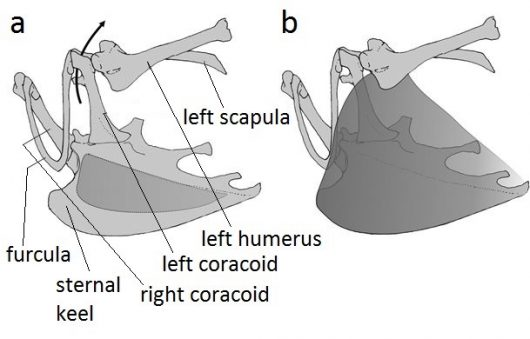 a
b
left scapula
left humerus
furcula
left coracoid
sternal
keel
right coracoid